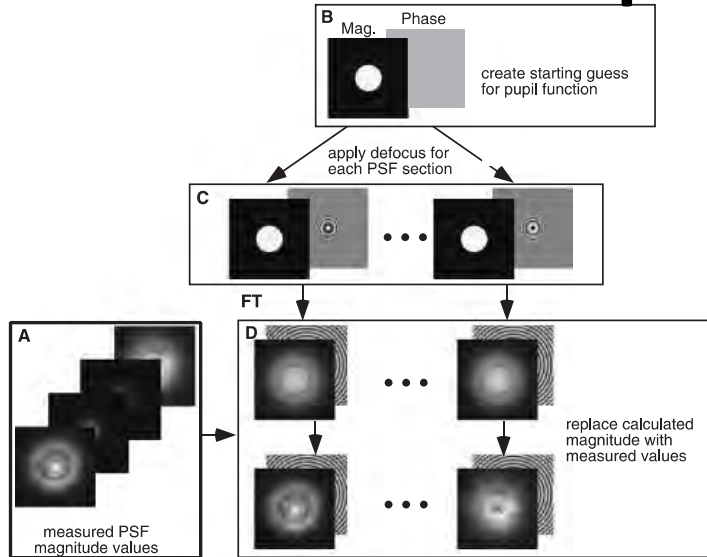 B
Mag.
Phase
create starting guess
for pupil function
apply defocus for
each PSF section
C
FT
A
D
replace calculated
magnitude with
measured values
measured PSF
magnitude values